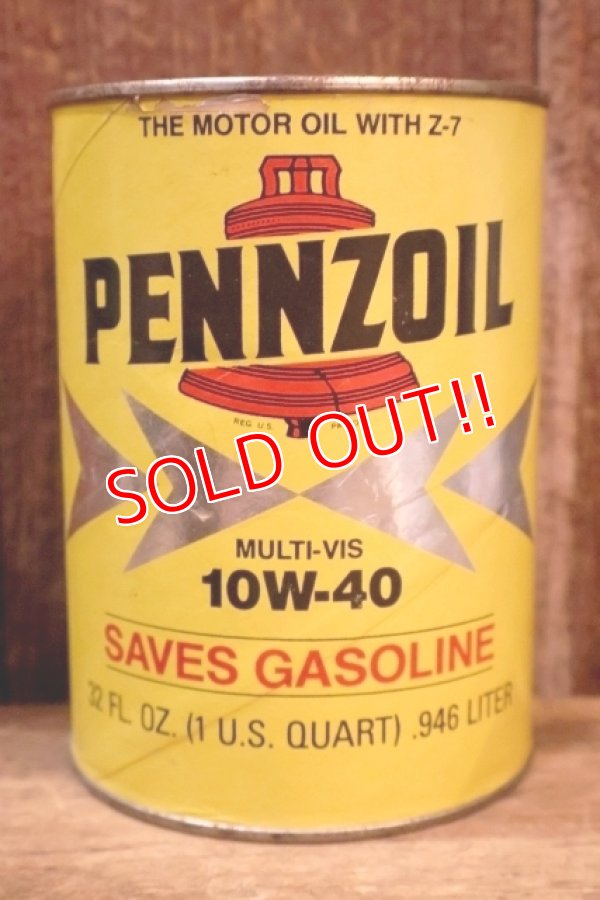 THE MOTOR OIL WITH Z-7
PENNZOIL
REG. U.S.
SOLD OUT!!
MULTI-VIS
10W-40
SAVES GASOLINE
32 FL. OZ. (1 U.S. QUART) .946 LITER